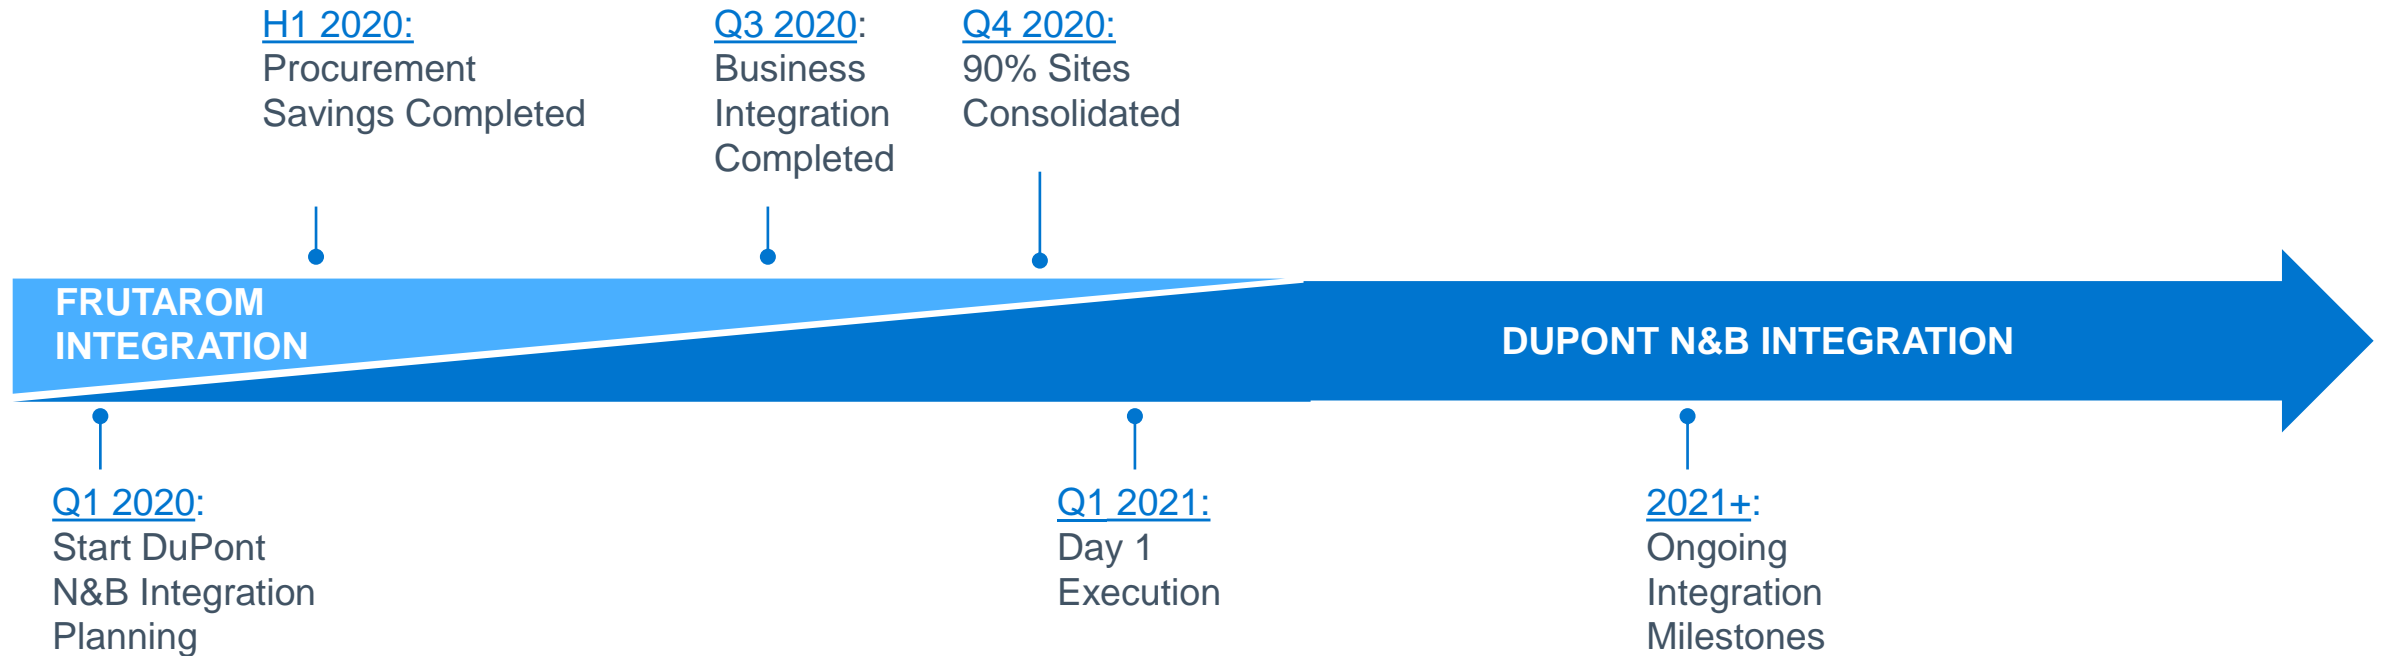 H1 2020:
Procurement
Savings Completed
Q3 2020:
Business
Integration
Completed
Q4 2020:
90% Sites
Consolidated
FRUTAROM
INTEGRATION
DUPONT N&B INTEGRATION
Q1 2020:
Start DuPont
N&B Integration
Planning
Q1 2021:
Day 1
Execution
2021+:
Ongoing
Integration
Milestones